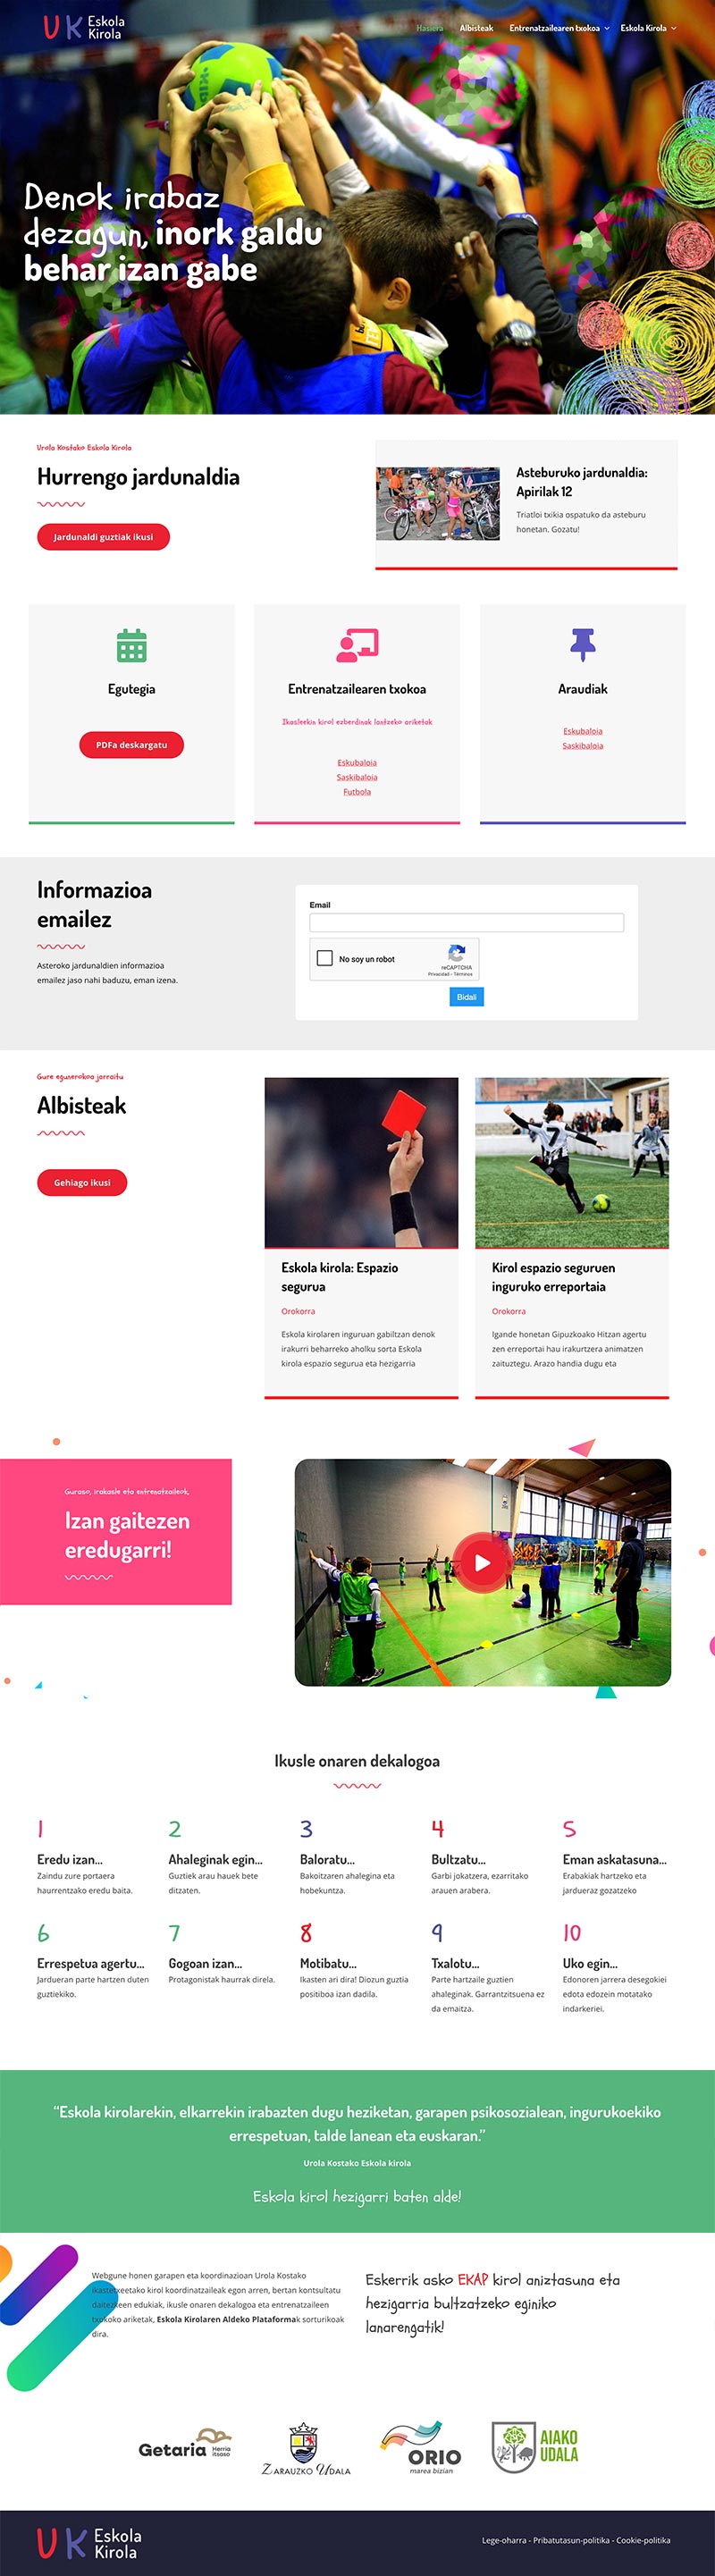 UK Eskola
Kirola
Hasiera
Albisteak
Entrenatzailearen txokoa
Eskola Kirola
Denok irabaz
dezagun, inork galdu
behar izan gabe
Urola Kostako Eskola Kirola
Hurrengo jardunaldia
Jardunaldi guztiak ikusi
Asteburuko jardunaldia:
Apirilak 12
Triatloi txikia ospatuko da asteburu
honetan. Gozatu!
Egutegia
PDFa deskargatu
Entrenatzailearen txokoa
Ikasleekin kirol ezberdinak lantzeko ariketak
Eskubaloia
Saskibaloia
Futbola
Araudiak
Eskubaloia
Saskibaloia
Informazioa
emailez
Asteroko jardunaldien informazioa
emailez jaso nahi baduzu, eman izena.
Email
No soy un robot
reCAPTCHA
Privacidad - Términos
Bidali
Gure egunerokoa jarraitu
Albisteak
Gehiago ikusi
7
Eskola kirola: Espazio
segurua
Orokorra
Eskola kirolaren inguruan gabiltzan denok
irakurri beharreko aholku sorta Eskola
kirola espazio segurua eta hezigarria
Kirol espazio seguruen
inguruko erreportaia
Orokorra
Igande honetan Gipuzkoako Hitzan agertu
zen erreportai hau irakurtzera animatzen
zaituztegu. Arazo handia dugu eta
Guraso, irakasle eta entrenatzaileok,
Izan gaitezen
eredugarri!
Ikusle onaren dekalogoa
1
Eredu izan...
Zaindu zure portaera
haurrentzako eredu baita.
2
Ahaleginak egin...
Guztiek arau hauek bete
ditzaten.
3
Baloratu...
Bakoitzaren ahalegina eta
hobekuntza.
4
Bultzatu...
Garbi jokatzera, ezarritako
arauen arabera.
5
Eman askatasuna...
Erabakiak hartzeko eta
jardueraz gozatzeko
6
Errespetua agertu...
Jardueran parte hartzen duten
guztiekiko.
7
Gogoan izan...
Protagonistak haurrak direla.
8
Motibatu...
Ikasten ari dira! Diozun guztia
positiboa izan dadila.
9
Txalotu...
Parte hartzaile guztien
ahaleginak. Garrantzitsuena ez
da emaitza.
10
Uko egin...
Edonoren jarrera desegokiei
edota edozein motatako
indarkeriei.
“Eskola kirolarekin, elkarrekin irabazten dugu heziketan, garapen psikosozialean, ingurukoekiko
errespetuan, talde lanean eta euskaran.”
Urola Kostako Eskola kirola
Eskola kirol hezigarri baten alde!
Webgune honen garapen eta koordinazioan Urola Kostako
ikastetxeetako kirol koordinatzaileak egon arren, bertan kontsultatu
daitezkeen edukiak, ikusle onaren dekalogoa eta entrenatzaileen
txokoko ariketak, Eskola Kirolaren Aldeko Plataformak sorturikoak
dira.
Eskerrik asko EKAP kirol aniztasuna eta
hezigarria bultzatzeko eginiko
lanarengatik!
Getaria Herria
itsaso
ZARAUZKO UDALA
ORIO
marea bizian
AIAKO
UDALA
UK Eskola
Kirola
Lege-oharra - Pribatutasun-politika - Cookie-politika